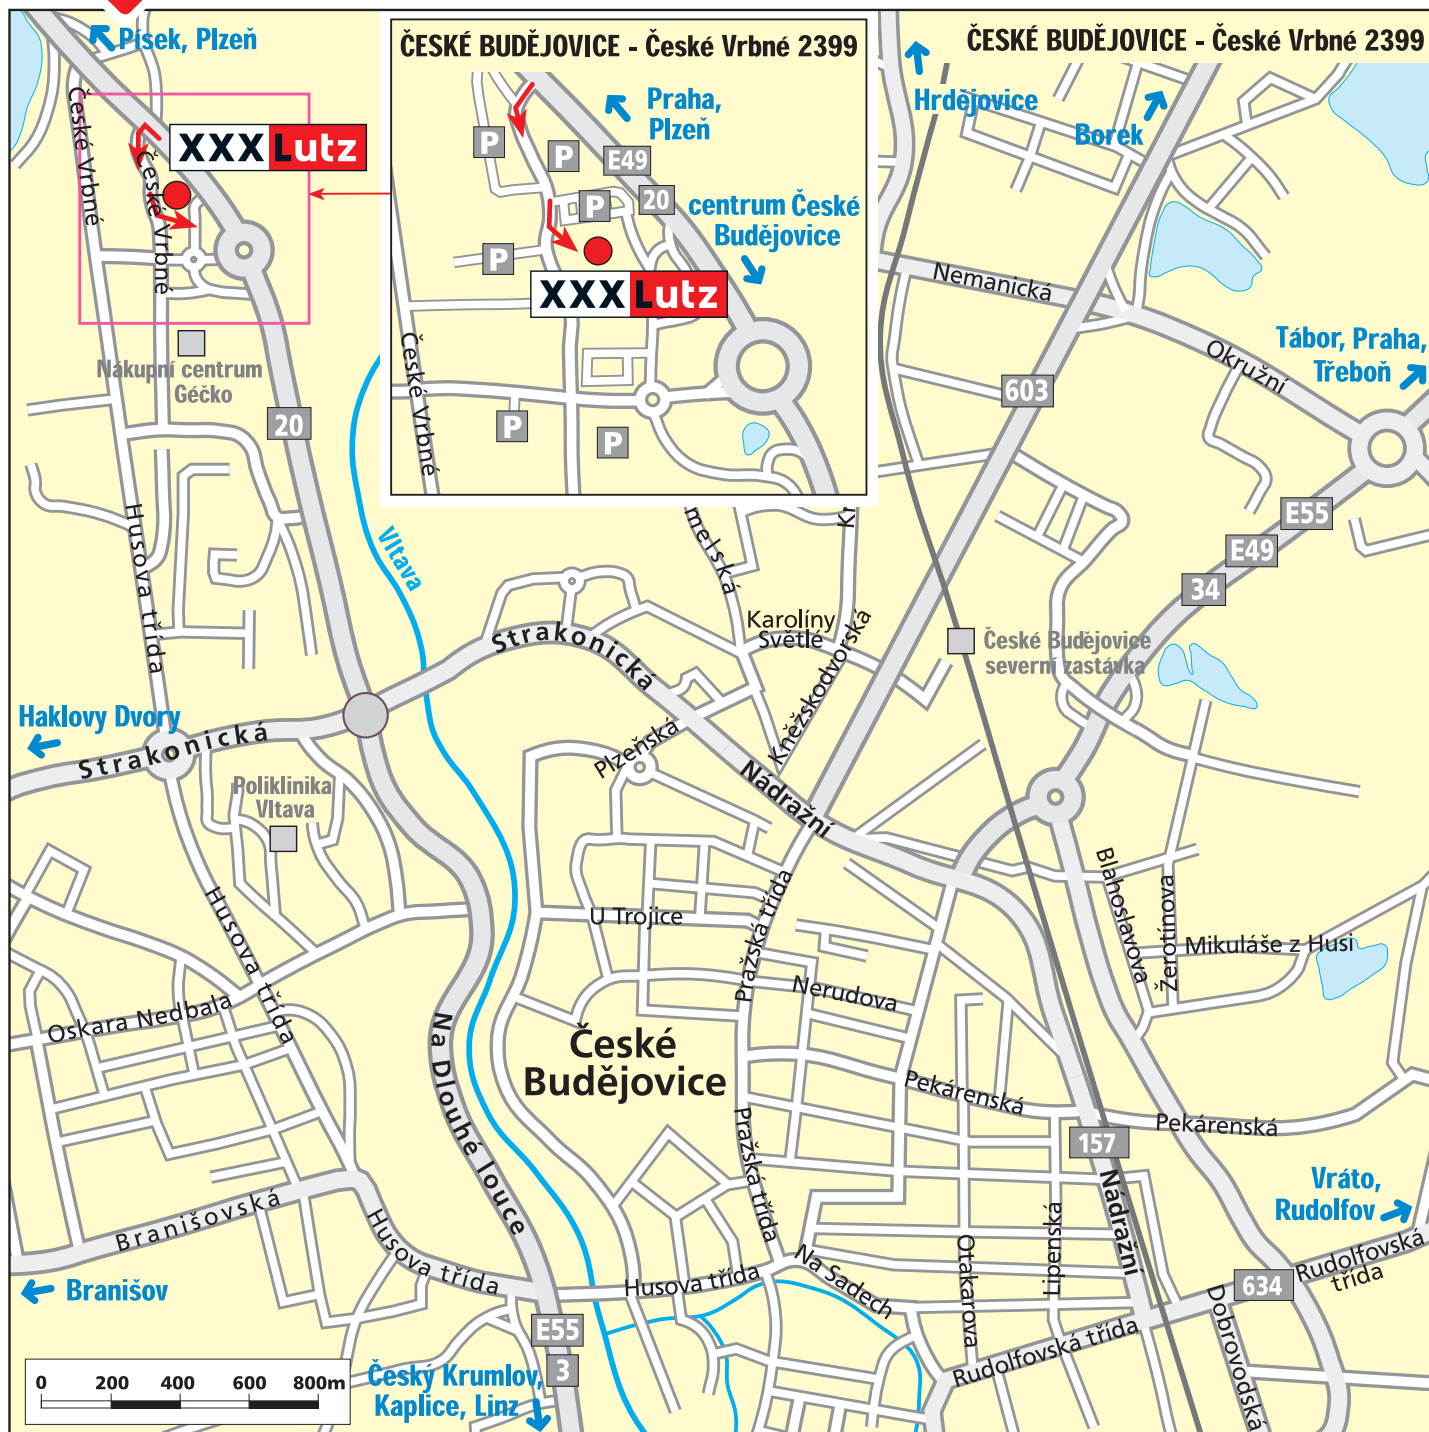 Písek, Plzeň
ČESKÉ BUDĚJOVICE - České Vrbné 2399
ČESKÉ BUDĚJOVICE - České Vrbné 2399
Hrdějovice
Borek
Praha,
Plzeň
České Vrbné
České Vrbné
XXXLutz
P
P
E49
20
P
centrum České
Budějovice
P
XXXLutz
České Vrbné
P
P
Nemanická
Okružní
Tábor, Praha,
Třeboň
603
Nákupní centrum
Géčko
20
E55
E49
34
Husova třída
Vltava
melská
Karolíny
Světlé
Kněžskodvorská
České Budějovice
severní zastávka
Strakonická
Haklovy Dvory
Strakonická
Plzeňská
Nádražní
Poliklinika
Vltava
Blahoslavova
Žerotínova
Mikuláše z Husi
Husova třída
U Trojice
Pražská třída
Nerudova
Oskara Nedbala
Na Dlouhé louce
České
Budějovice
Pekárenská
Pekárenská
157
Pražská třída
Nádražní
Vráto,
Rudolfov
Branišovská
Husova třída
Branišov
Husova třída
Na Sadech
Otakarova
Lipenská
634
Rudolfovská
třída
Dobrovodská
Rudolfovská třída
E55
3
Český Krumlov,
Kaplice, Linz
0 200 400 600 800m